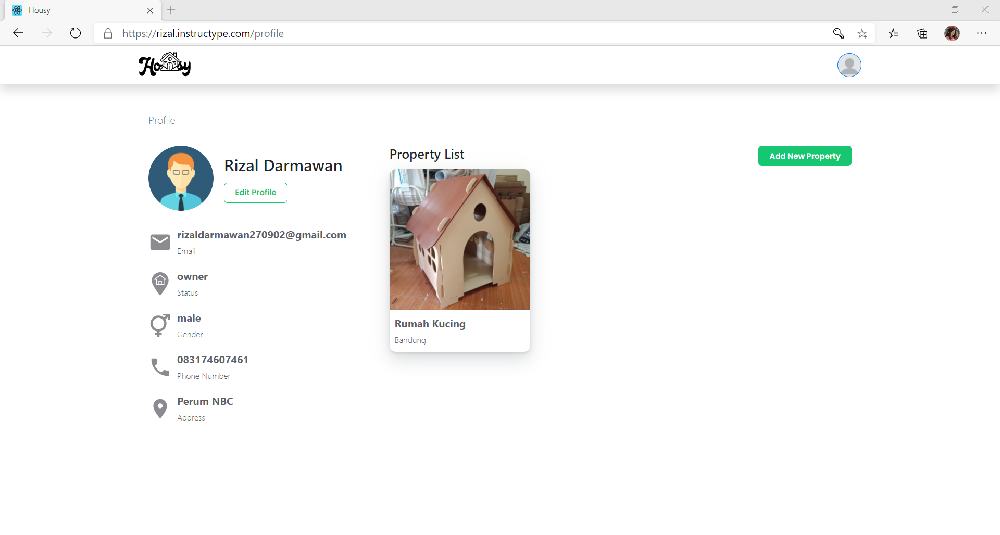 Housy
https://rizal.instructype.com/profile
Housy
Profile
Rizal Darmawan
Edit Profile
rizaldarmawan270902@gmail.com
Email
owner
Status
male
Gender
083174607461
Phone Number
Perum NBC
Address
Property List
Add New Property
Rumah Kucing
Bandung